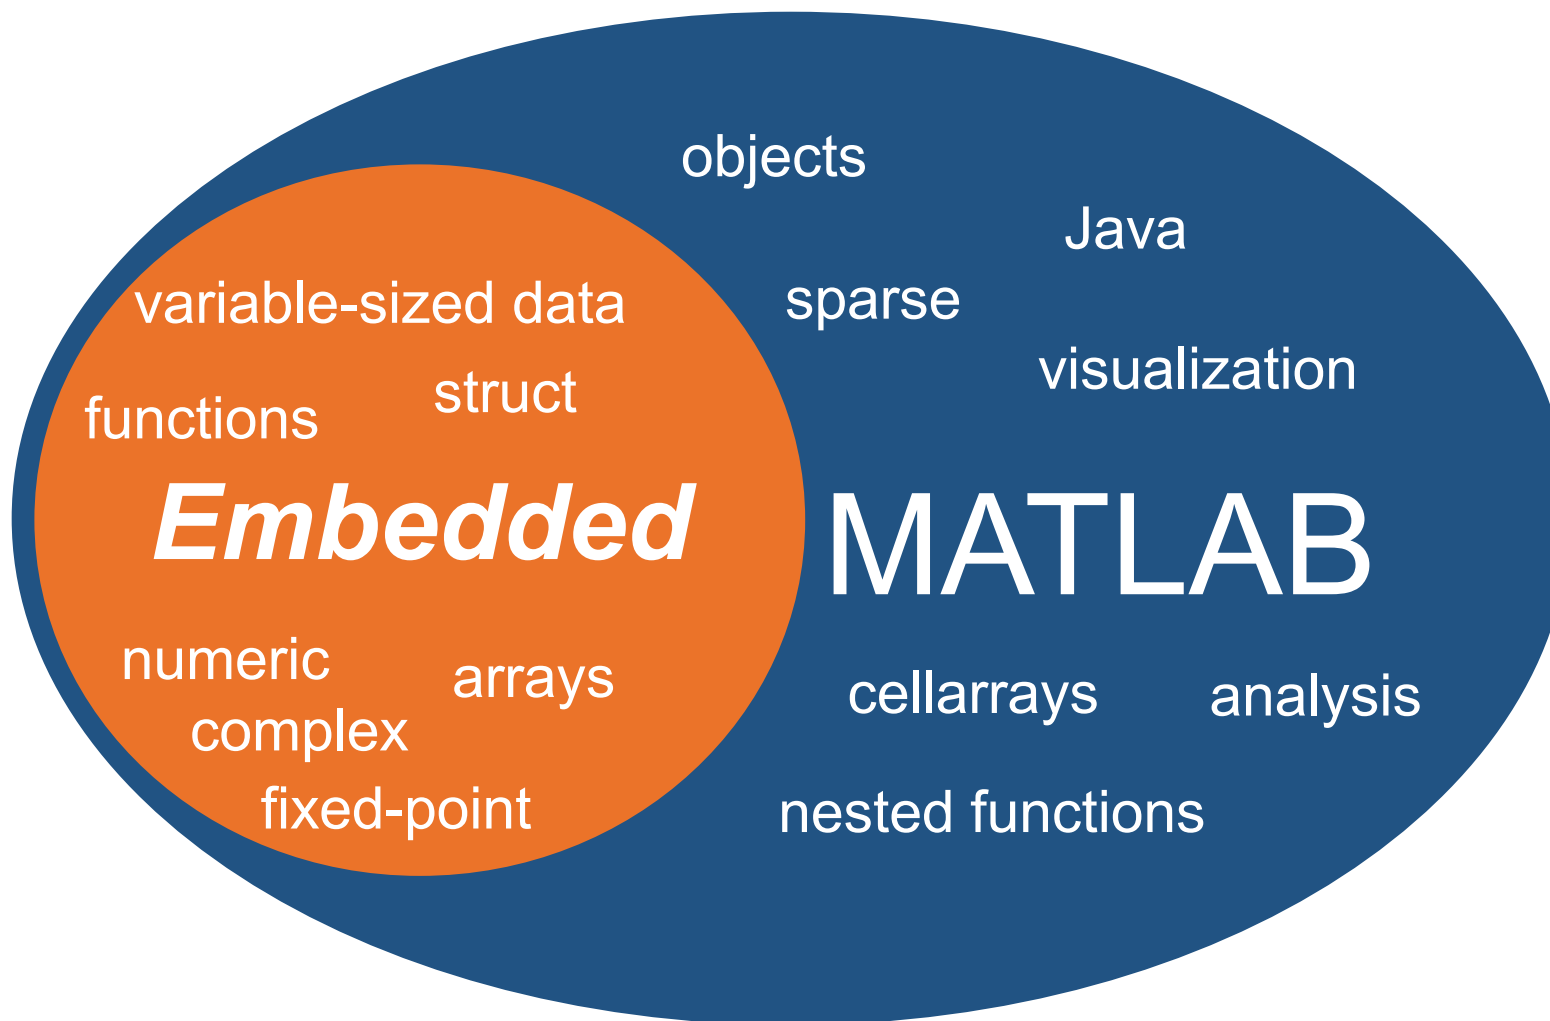 objects
Java
sparse
visualization
variable-sized data
struct
functions
Embedded MATLAB
numeric
arrays
complex
fixed-point
cellarrays
analysis
nested functions